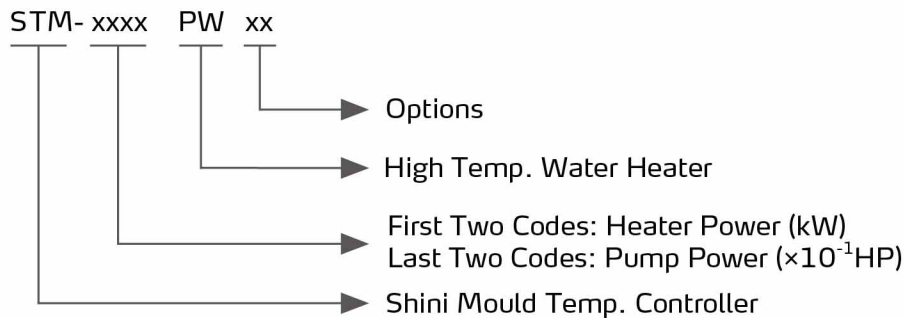 STM- xxxx PW xx
Options
High Temp. Water Heater
First Two Codes: Heater Power (kW)
Last Two Codes: Pump Power (×10⁻¹HP)
Shini Mould Temp. Controller